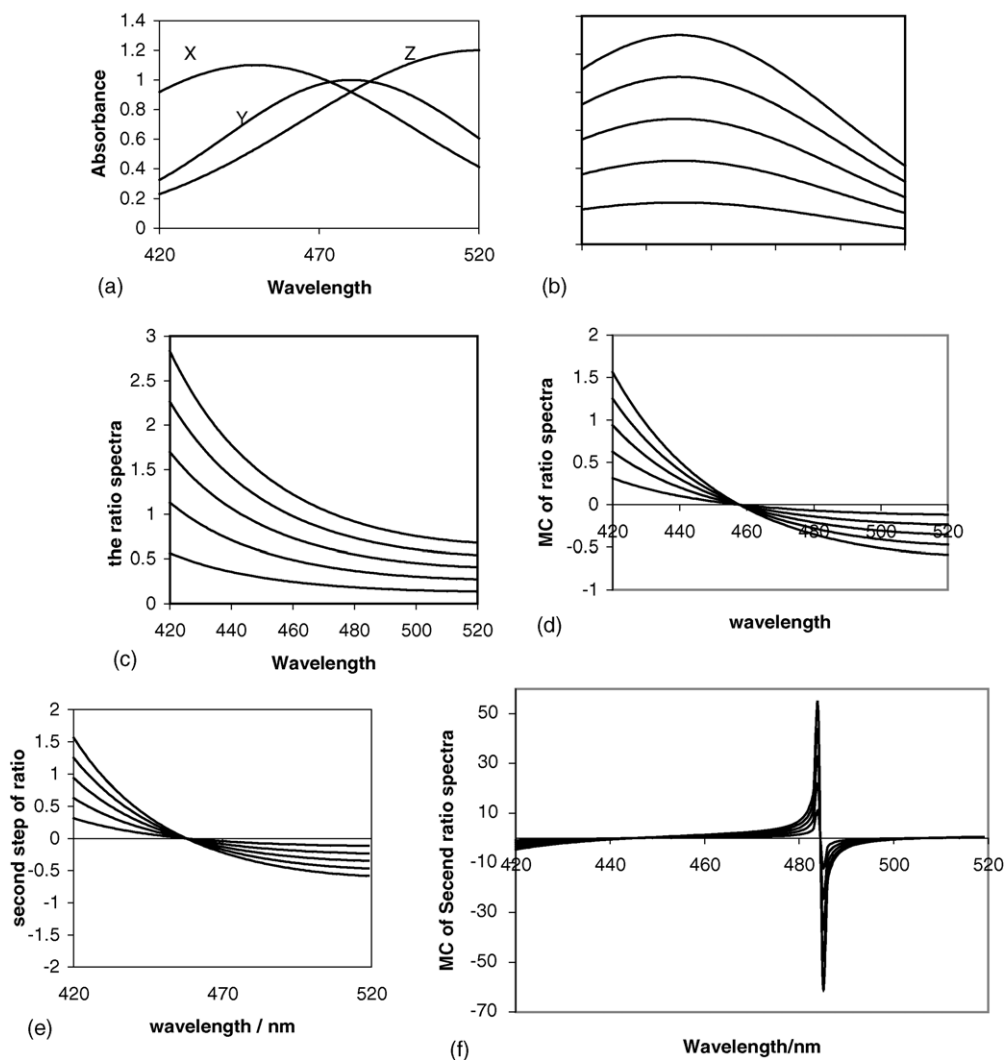 1.4
1.2
1
0.8
0.6
0.4
0.2
0
Absorbance
X
Y
Z
420 470 520
Wavelength
(a)
(b)
3
2.5
2
1.5
1
0.5
0
the ratio spectra
420 440 460 480 500 520
Wavelength
(c)
2
1.5
1
0.5
0
-0.5
-1
MC of ratio spectra
420 440 460 480 500 520
wavelength
(d)
2
1.5
1
0.5
0
-0.5
-1
-1.5
-2
second step of ratio
420 470 520
wavelength / nm
(e)
50
30
10
-10
-30
-50
-70
MC of Secend ratio spectra
420 440 460 480 500 520
Wavelength/nm
(f)